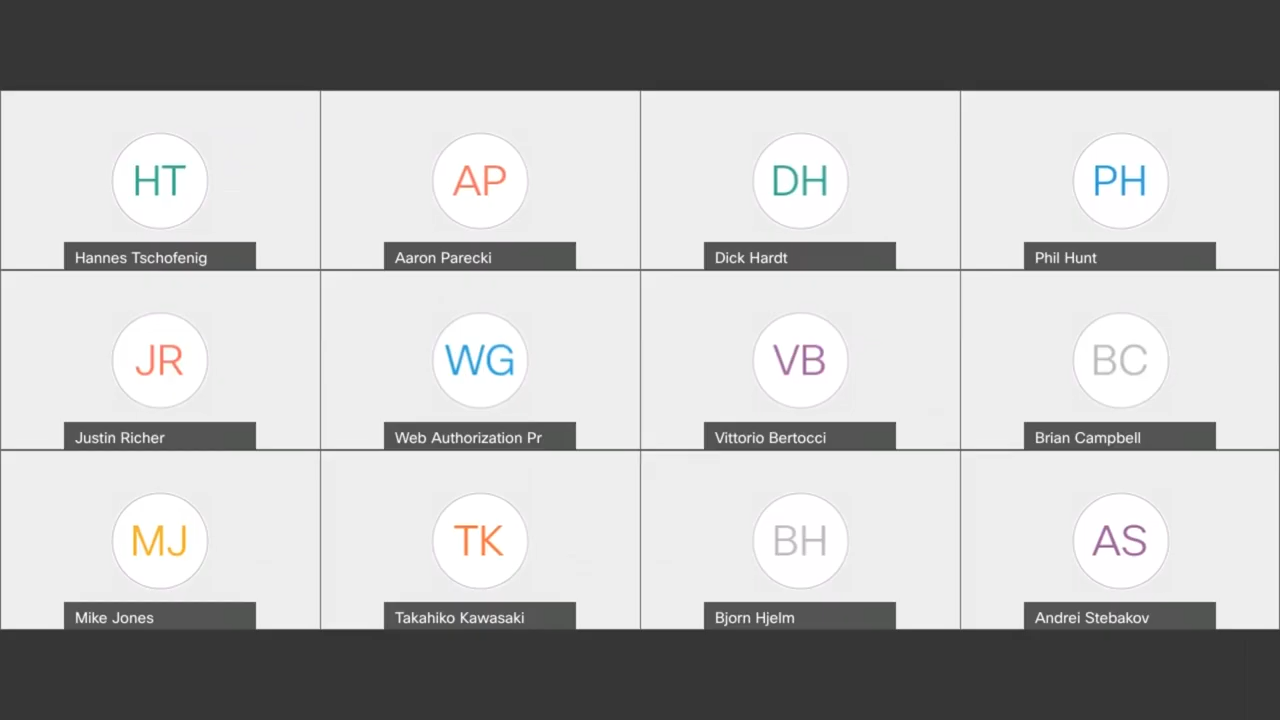 HT
AP
DH
PH
Hannes Tschofenig
Aaron Parecki
Dick Hardt
Phil Hunt
JR
WG
VB
BC
Justin Richer
Web Authorization Pr
Vittorio Bertocci
Brian Campbell
MJ
TK
BH
AS
Mike Jones
Takahiko Kawasaki
Bjorn Hjelm
Andrei Stebakov